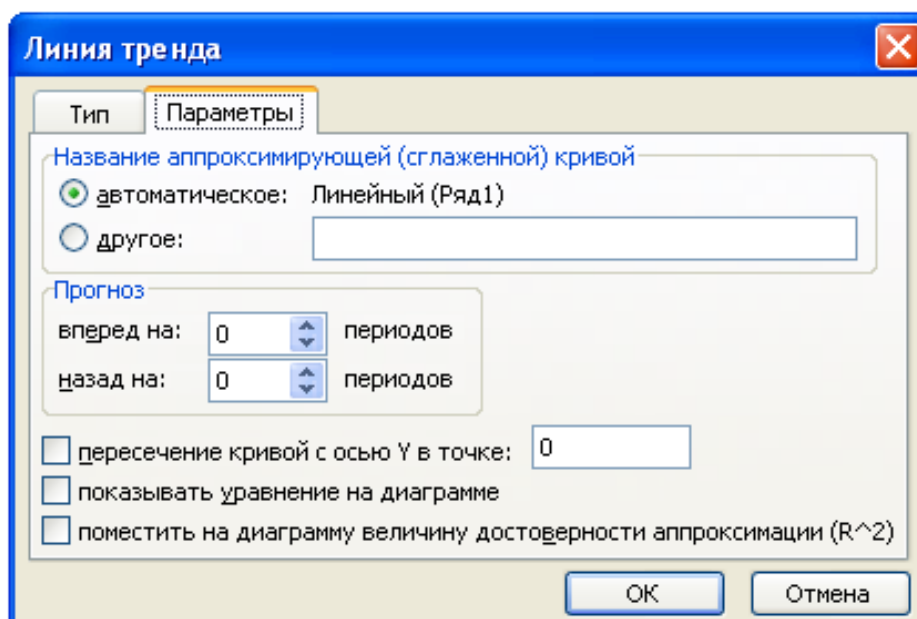 Линия тренда
Тип Параметры
Название аппроксимирующей (сглаженной) кривой
автоматическое: Линейный (Ряд1)
другое:
Прогноз
вперед на: 0 периодов
назад на: 0 периодов
пересечение кривой с осью Y в точке: 0
показывать уравнение на диаграмме
поместить на диаграмму величину достоверности аппроксимации (R^2)
ОК Отмена